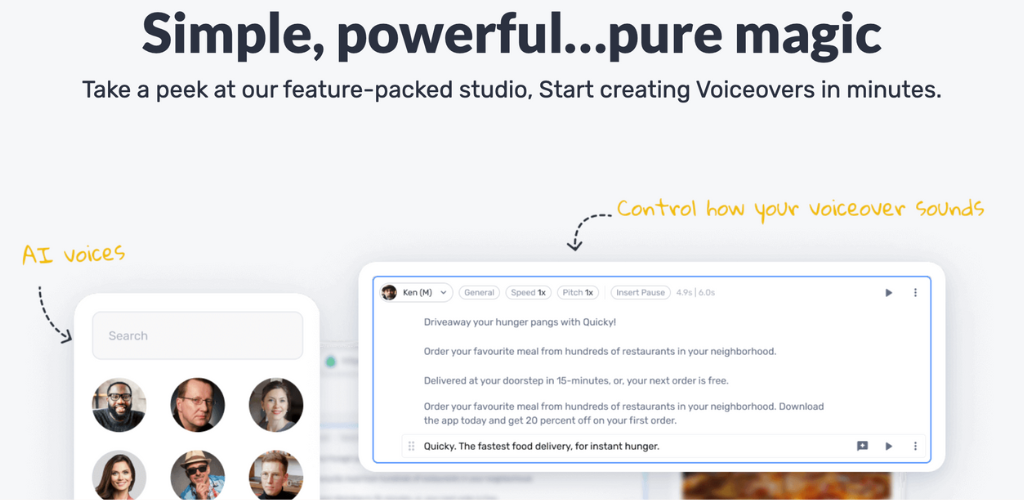 Simple, powerful...pure magic
Take a peek at our feature-packed studio, Start creating Voiceovers in minutes.
Control how your voiceover sounds
AI voices
Search
Ken (M) General Speed 1x Pitch 1x Insert Pause 4.9s | 6.0s
Driveaway your hunger pangs with Quicky!
Order your favourite meal from hundreds of restaurants in your neighborhood.
Delivered at your doorstep in 15-minutes, or, your next order is free.
Order your favourite meal from hundreds of restaurants in your neighborhood. Download
the app today and get 20 percent off on your first order.
Quicky. The fastest food delivery, for instant hunger.